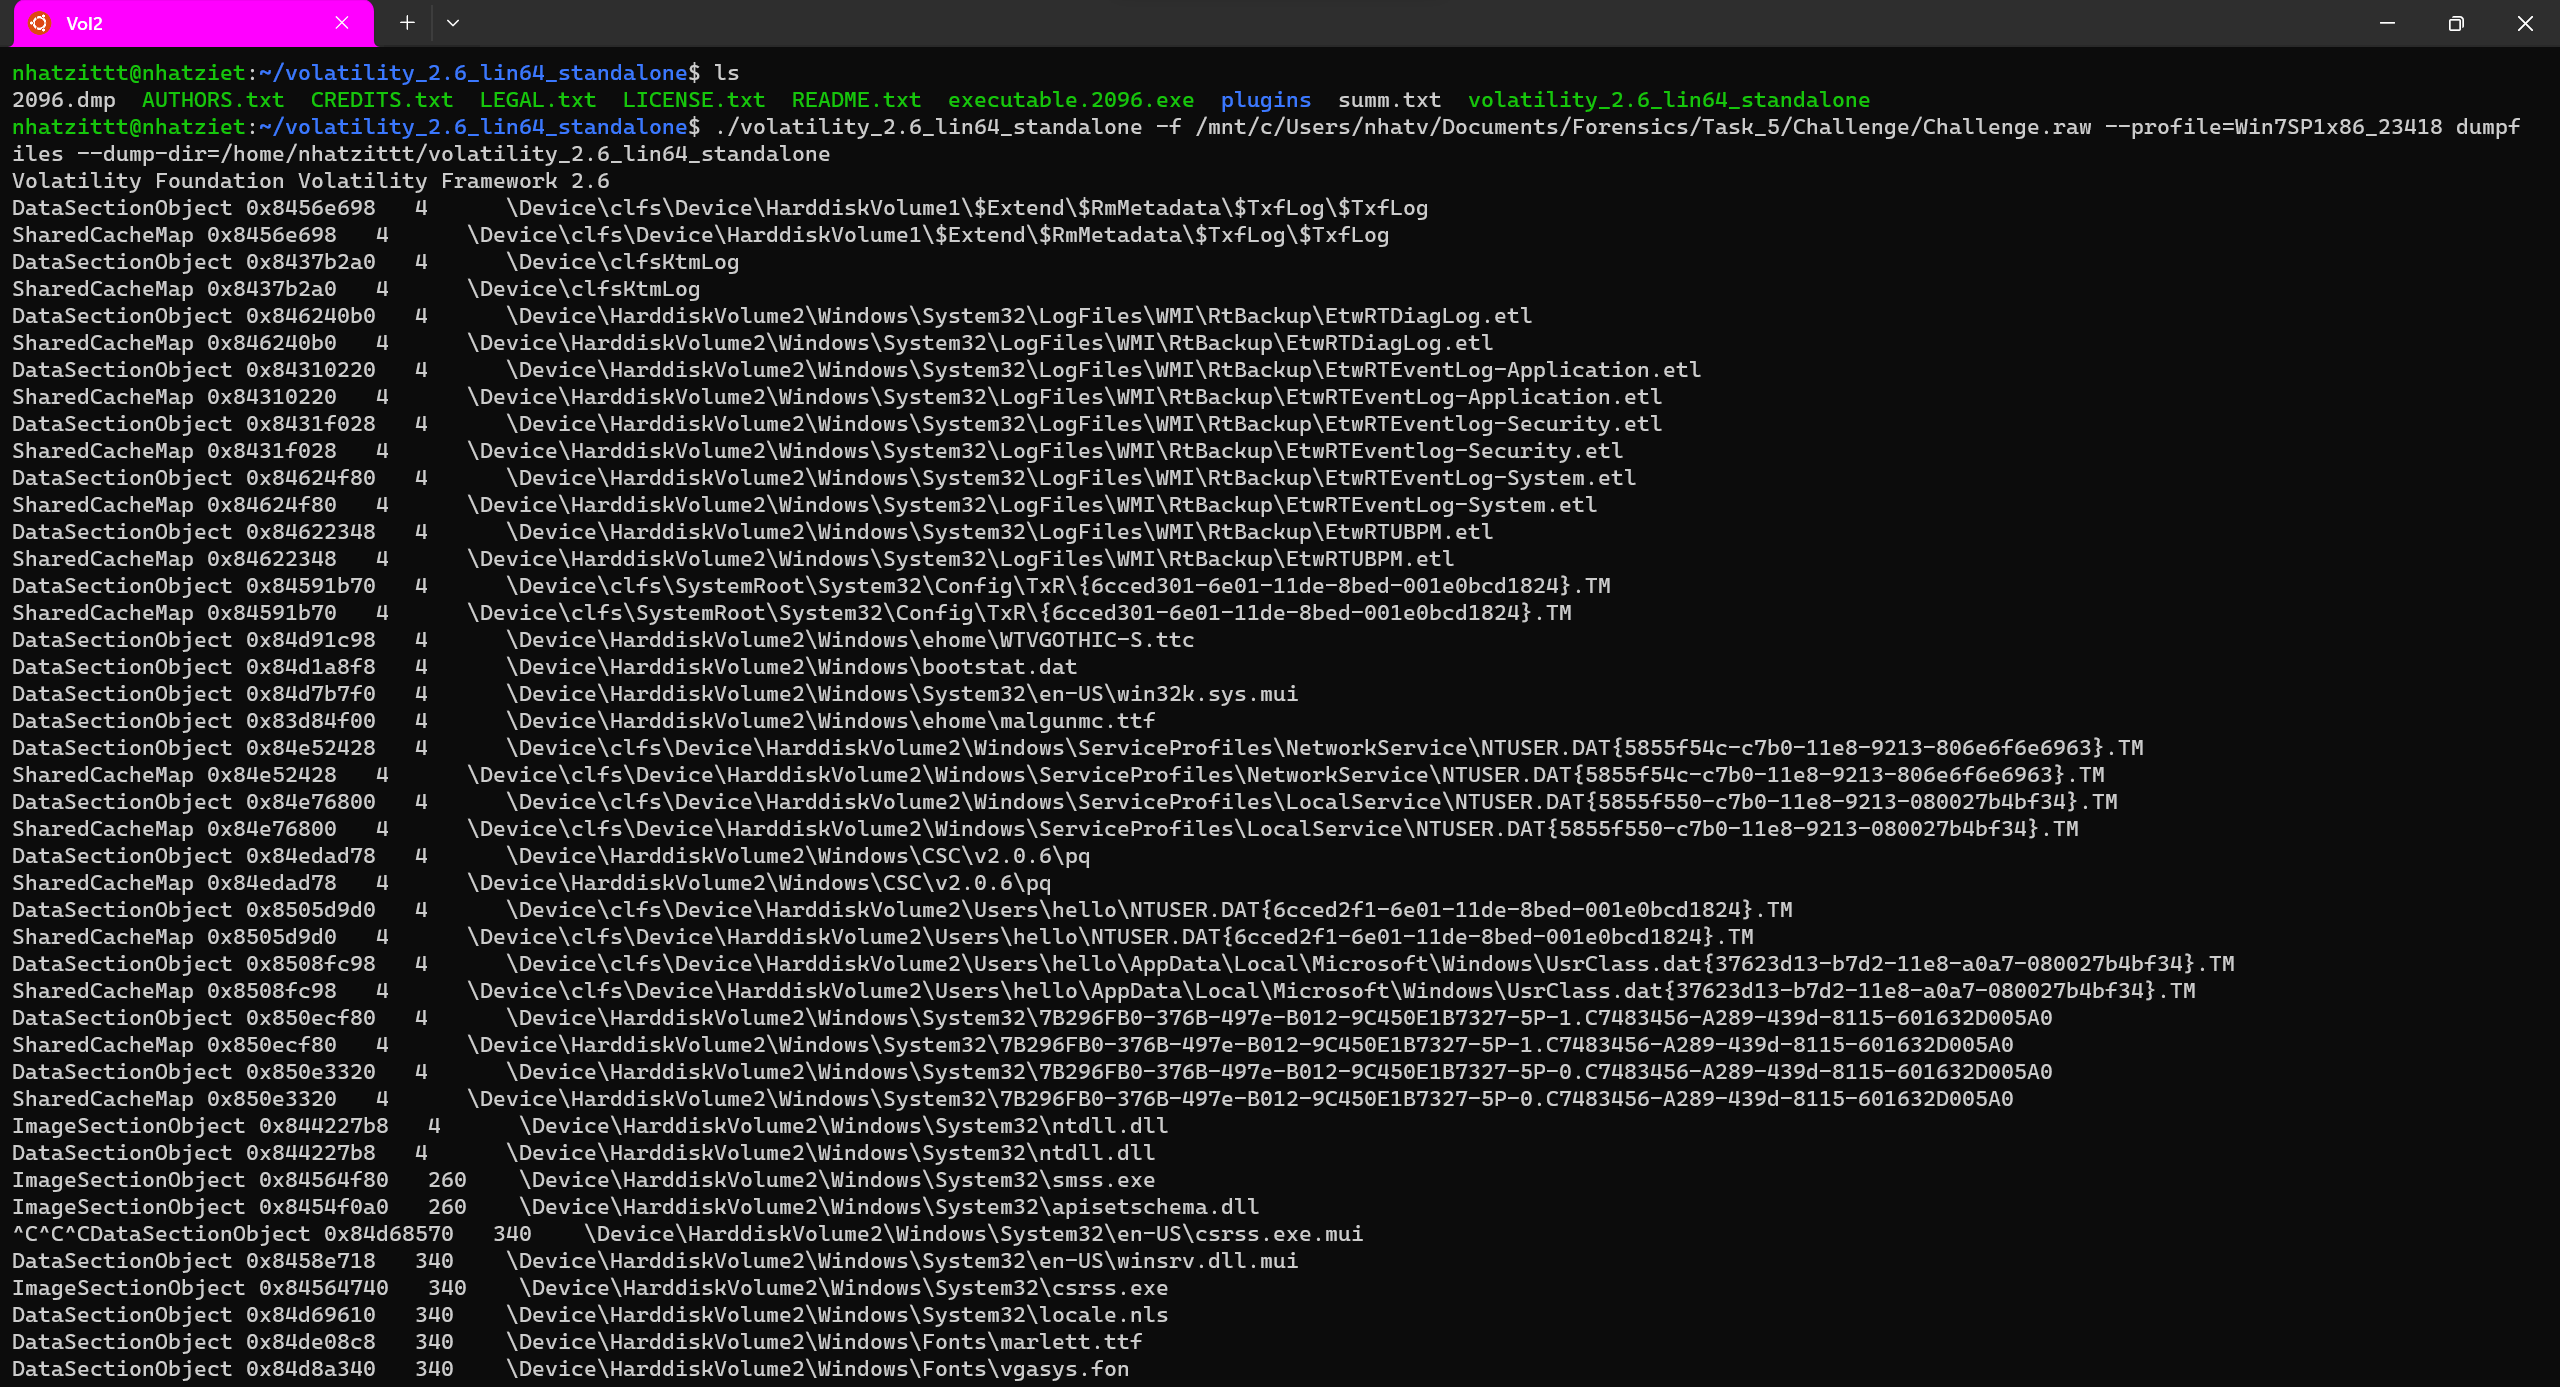 Vol2
nhatzittt@nhatziet:~/volatility_2.6_lin64_standalone$ ls
2096.dmp  AUTHORS.txt  CREDITS.txt  LEGAL.txt  LICENSE.txt  README.txt  executable.2096.exe  plugins  summ.txt  volatility_2.6_lin64_standalone
nhatzittt@nhatziet:~/volatility_2.6_lin64_standalone$ ./volatility_2.6_lin64_standalone -f /mnt/c/Users/nhatv/Documents/Forensics/Task_5/Challenge/Challenge.raw --profile=Win7SP1x86_23418 dumpf
iles --dump-dir=/home/nhatzittt/volatility_2.6_lin64_standalone
Volatility Foundation Volatility Framework 2.6
DataSectionObject 0x8456e698   4      \Device\clfs\Device\HarddiskVolume1\$Extend\$RmMetadata\$TxfLog\$TxfLog
SharedCacheMap 0x8456e698   4      \Device\clfs\Device\HarddiskVolume1\$Extend\$RmMetadata\$TxfLog\$TxfLog
DataSectionObject 0x8437b2a0   4      \Device\clfsKtmLog
SharedCacheMap 0x8437b2a0   4      \Device\clfsKtmLog
DataSectionObject 0x846240b0   4      \Device\HarddiskVolume2\Windows\System32\LogFiles\WMI\RtBackup\EtwRTDiagLog.etl
SharedCacheMap 0x846240b0   4      \Device\HarddiskVolume2\Windows\System32\LogFiles\WMI\RtBackup\EtwRTDiagLog.etl
DataSectionObject 0x84310220   4      \Device\HarddiskVolume2\Windows\System32\LogFiles\WMI\RtBackup\EtwRTEventLog-Application.etl
SharedCacheMap 0x84310220   4      \Device\HarddiskVolume2\Windows\System32\LogFiles\WMI\RtBackup\EtwRTEventLog-Application.etl
DataSectionObject 0x8431f028   4      \Device\HarddiskVolume2\Windows\System32\LogFiles\WMI\RtBackup\EtwRTEventlog-Security.etl
SharedCacheMap 0x8431f028   4      \Device\HarddiskVolume2\Windows\System32\LogFiles\WMI\RtBackup\EtwRTEventlog-Security.etl
DataSectionObject 0x84624f80   4      \Device\HarddiskVolume2\Windows\System32\LogFiles\WMI\RtBackup\EtwRTEventLog-System.etl
SharedCacheMap 0x84624f80   4      \Device\HarddiskVolume2\Windows\System32\LogFiles\WMI\RtBackup\EtwRTEventLog-System.etl
DataSectionObject 0x84622348   4      \Device\HarddiskVolume2\Windows\System32\LogFiles\WMI\RtBackup\EtwRTUBPM.etl
SharedCacheMap 0x84622348   4      \Device\HarddiskVolume2\Windows\System32\LogFiles\WMI\RtBackup\EtwRTUBPM.etl
DataSectionObject 0x84591b70   4      \Device\clfs\SystemRoot\System32\Config\TxR\{6cced301-6e01-11de-8bed-001e0bcd1824}.TM
SharedCacheMap 0x84591b70   4      \Device\clfs\SystemRoot\System32\Config\TxR\{6cced301-6e01-11de-8bed-001e0bcd1824}.TM
DataSectionObject 0x84d91c98   4      \Device\HarddiskVolume2\Windows\ehome\WTVGOTHIC-S.ttc
DataSectionObject 0x84d1a8f8   4      \Device\HarddiskVolume2\Windows\bootstat.dat
DataSectionObject 0x84d7b7f0   4      \Device\HarddiskVolume2\Windows\System32\en-US\win32k.sys.mui
DataSectionObject 0x83d84f00   4      \Device\HarddiskVolume2\Windows\ehome\malgunmc.ttf
DataSectionObject 0x84e52428   4      \Device\clfs\Device\HarddiskVolume2\Windows\ServiceProfiles\NetworkService\NTUSER.DAT{5855f54c-c7b0-11e8-9213-806e6f6e6963}.TM
SharedCacheMap 0x84e52428   4      \Device\clfs\Device\HarddiskVolume2\Windows\ServiceProfiles\NetworkService\NTUSER.DAT{5855f54c-c7b0-11e8-9213-806e6f6e6963}.TM
DataSectionObject 0x84e76800   4      \Device\clfs\Device\HarddiskVolume2\Windows\ServiceProfiles\LocalService\NTUSER.DAT{5855f550-c7b0-11e8-9213-080027b4bf34}.TM
SharedCacheMap 0x84e76800   4      \Device\clfs\Device\HarddiskVolume2\Windows\ServiceProfiles\LocalService\NTUSER.DAT{5855f550-c7b0-11e8-9213-080027b4bf34}.TM
DataSectionObject 0x84edad78   4      \Device\HarddiskVolume2\Windows\CSC\v2.0.6\pq
SharedCacheMap 0x84edad78   4      \Device\HarddiskVolume2\Windows\CSC\v2.0.6\pq
DataSectionObject 0x8505d9d0   4      \Device\clfs\Device\HarddiskVolume2\Users\hello\NTUSER.DAT{6cced2f1-6e01-11de-8bed-001e0bcd1824}.TM
SharedCacheMap 0x8505d9d0   4      \Device\clfs\Device\HarddiskVolume2\Users\hello\NTUSER.DAT{6cced2f1-6e01-11de-8bed-001e0bcd1824}.TM
DataSectionObject 0x8508fc98   4      \Device\clfs\Device\HarddiskVolume2\Users\hello\AppData\Local\Microsoft\Windows\UsrClass.dat{37623d13-b7d2-11e8-a0a7-080027b4bf34}.TM
SharedCacheMap 0x8508fc98   4      \Device\clfs\Device\HarddiskVolume2\Users\hello\AppData\Local\Microsoft\Windows\UsrClass.dat{37623d13-b7d2-11e8-a0a7-080027b4bf34}.TM
DataSectionObject 0x850ecf80   4      \Device\HarddiskVolume2\Windows\System32\7B296FB0-376B-497e-B012-9C450E1B7327-5P-1.C7483456-A289-439d-8115-601632D005A0
SharedCacheMap 0x850ecf80   4      \Device\HarddiskVolume2\Windows\System32\7B296FB0-376B-497e-B012-9C450E1B7327-5P-1.C7483456-A289-439d-8115-601632D005A0
DataSectionObject 0x850e3320   4      \Device\HarddiskVolume2\Windows\System32\7B296FB0-376B-497e-B012-9C450E1B7327-5P-0.C7483456-A289-439d-8115-601632D005A0
SharedCacheMap 0x850e3320   4      \Device\HarddiskVolume2\Windows\System32\7B296FB0-376B-497e-B012-9C450E1B7327-5P-0.C7483456-A289-439d-8115-601632D005A0
ImageSectionObject 0x844227b8   4      \Device\HarddiskVolume2\Windows\System32\ntdll.dll
DataSectionObject 0x844227b8   4      \Device\HarddiskVolume2\Windows\System32\ntdll.dll
ImageSectionObject 0x84564f80   260    \Device\HarddiskVolume2\Windows\System32\smss.exe
ImageSectionObject 0x8454f0a0   260    \Device\HarddiskVolume2\Windows\System32\apisetschema.dll
^C^C^CDataSectionObject 0x84d68570   340    \Device\HarddiskVolume2\Windows\System32\en-US\csrss.exe.mui
DataSectionObject 0x8458e718   340    \Device\HarddiskVolume2\Windows\System32\en-US\winsrv.dll.mui
ImageSectionObject 0x84564740   340    \Device\HarddiskVolume2\Windows\System32\csrss.exe
DataSectionObject 0x84d69610   340    \Device\HarddiskVolume2\Windows\System32\locale.nls
DataSectionObject 0x84de08c8   340    \Device\HarddiskVolume2\Windows\Fonts\marlett.ttf
DataSectionObject 0x84d8a340   340    \Device\HarddiskVolume2\Windows\Fonts\vgasys.fon